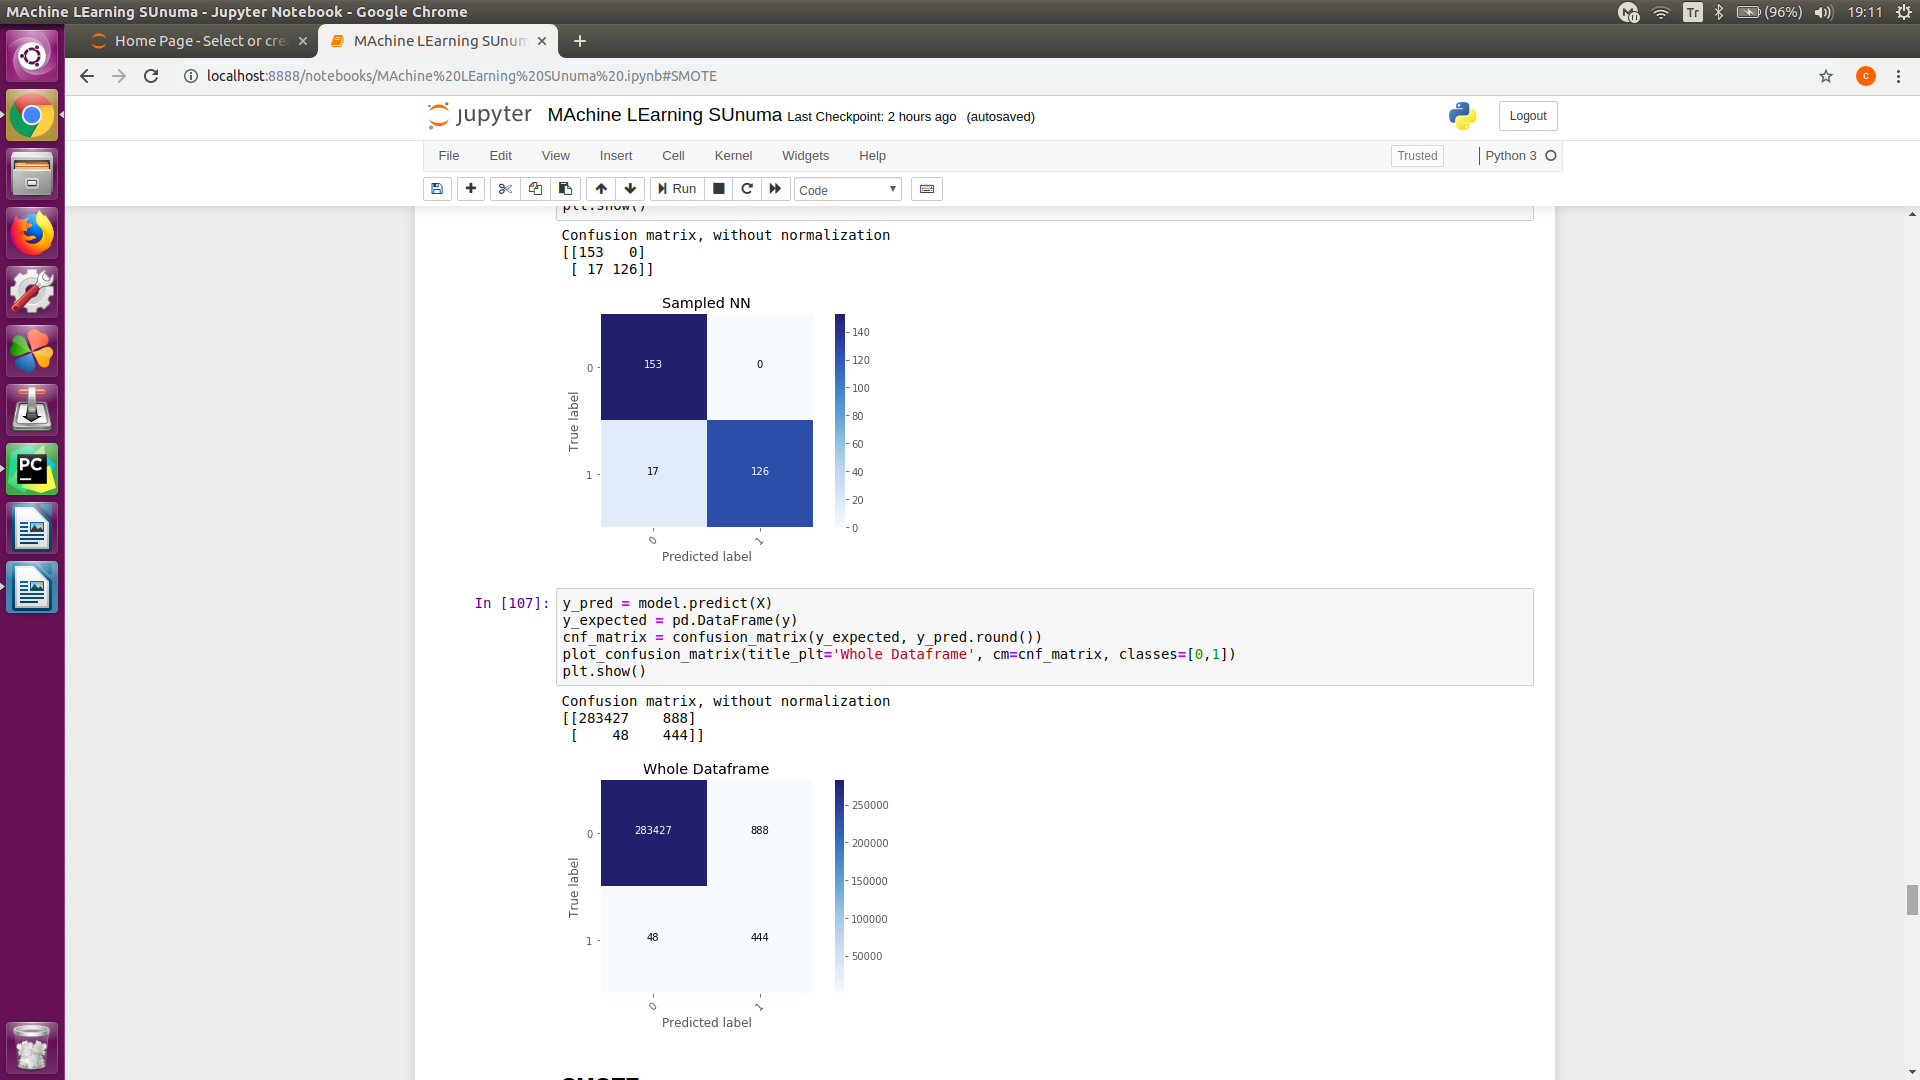 MAchine LEarning SUnuma - Jupyter Notebook - Google Chrome
Tr (96%) 19:11
Home Page - Select or cre
MAchine LEarning SUnum
localhost:8888/notebooks/MAchine%20LEarning%20SUnuma%20.ipynb#SMOTE
c
jupyter MAchine LEarning SUnuma Last Checkpoint: 2 hours ago (autosaved)
Logout
File Edit View Insert Cell Kernel Widgets Help
Trusted Python 3
Run Code
plt.show()
Confusion matrix, without normalization
[[153   0]
 [ 17 126]]
Sampled NN
153 0
17 126
0
1
True label
0 1
Predicted label
140
120
100
80
60
40
20
0
PC
In [107]:
y_pred = model.predict(X)
y_expected = pd.DataFrame(y)
cnf_matrix = confusion_matrix(y_expected, y_pred.round())
plot_confusion_matrix(title_plt='Whole Dataframe', cm=cnf_matrix, classes=[0,1])
plt.show()
Confusion matrix, without normalization
[[283427    888]
 [    48    444]]
Whole Dataframe
283427 888
48 444
0
1
True label
0 1
Predicted label
250000
200000
150000
100000
50000
SMOTE